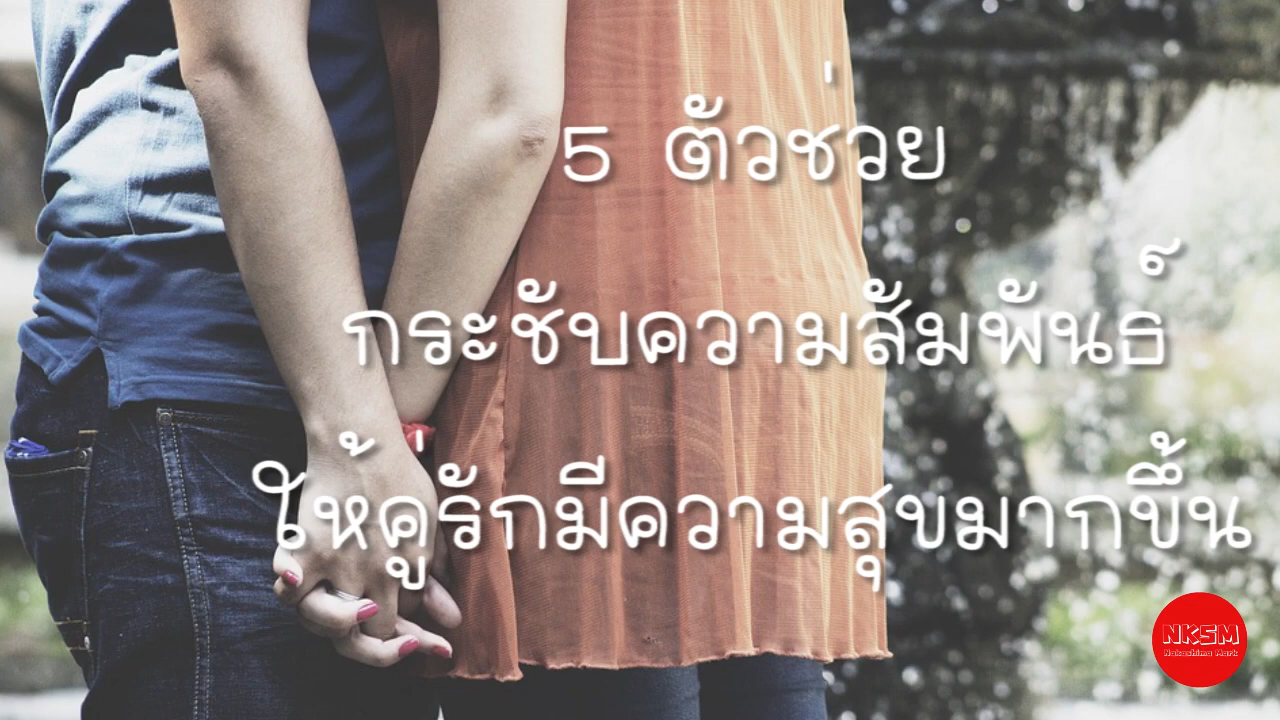 5 ตัวช่วย
กระชับความสัมพันธ์
ให้คู่รักมีความสุขมากขึ้น
NKSM
Nakashima Mark